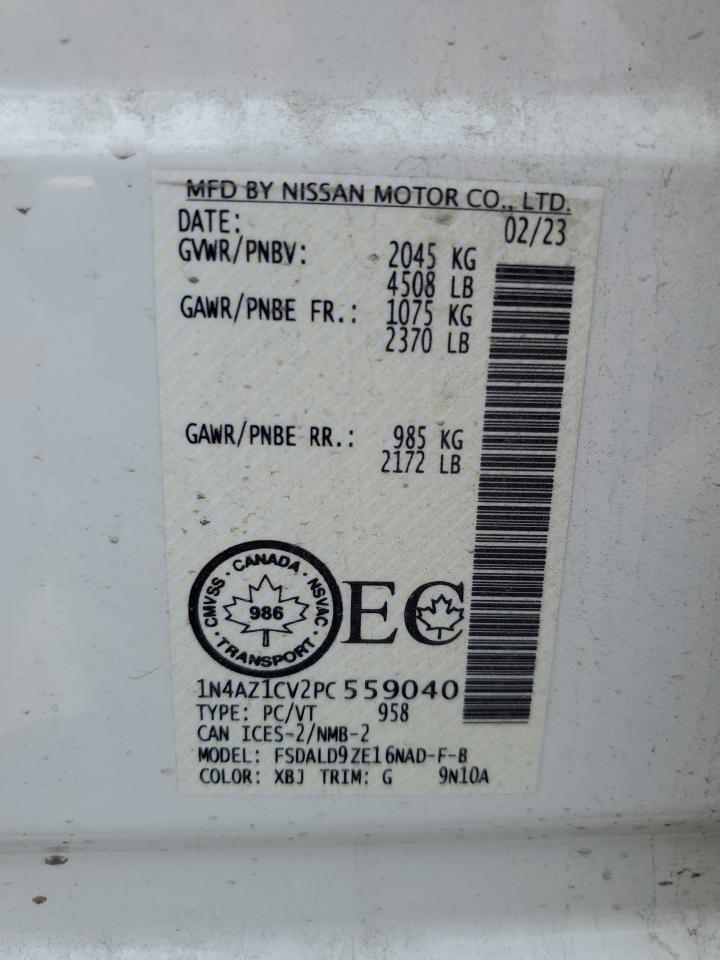 MFD BY NISSAN MOTOR CO., LTD.
DATE: 02/23
GVWR/PNBV: 2045 KG
4508 LB
GAWR/PNBE FR.: 1075 KG
2370 LB
GAWR/PNBE RR.: 985 KG
2172 LB
CMVSS · CANADA · NSVAC · TRANSPORT ·
986
EC
1N4AZ1CV2PC 559040
TYPE: PC/VT 958
CAN ICES-2/NMB-2
MODEL: FSDALD9ZE16NAD-F-B
COLOR: XBJ TRIM: G 9N10A